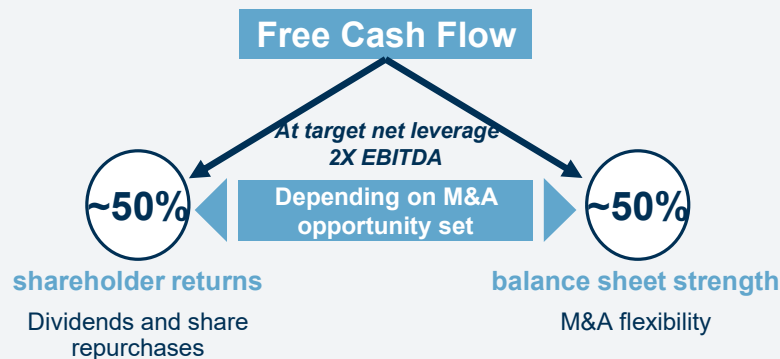 Free Cash Flow
At target net leverage
2X EBITDA
~50%
Depending on M&A
opportunity set
~50%
shareholder returns
balance sheet strength
Dividends and share
repurchases
M&A flexibility